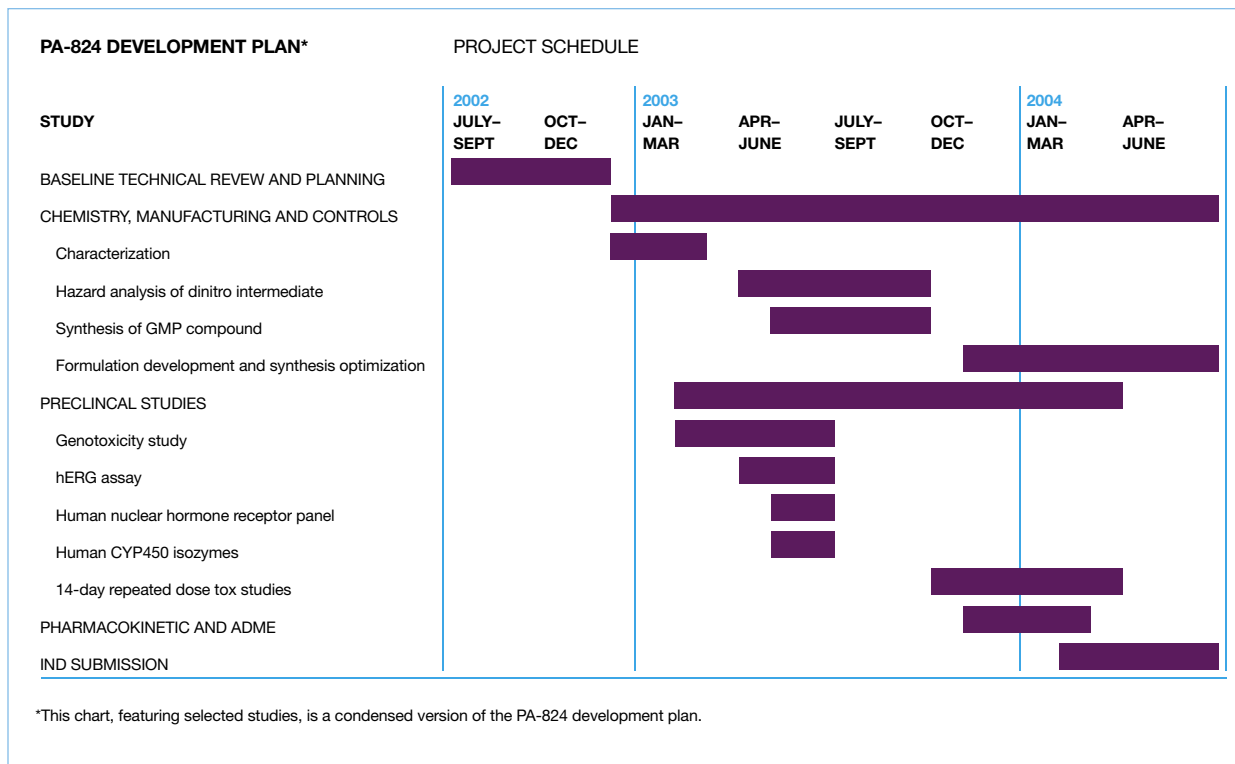 PA-824 DEVELOPMENT PLAN* PROJECT SCHEDULE
2002 2003 2004
STUDY JULY– OCT– JAN– APR– JULY– OCT– JAN– APR–
SEPT DEC MAR JUNE SEPT DEC MAR JUNE
BASELINE TECHNICAL REVEW AND PLANNING
CHEMISTRY, MANUFACTURING AND CONTROLS
Characterization
Hazard analysis of dinitro intermediate
Synthesis of GMP compound
Formulation development and synthesis optimization
PRECLINCAL STUDIES
Genotoxicity study
hERG assay
Human nuclear hormone receptor panel
Human CYP450 isozymes
14-day repeated dose tox studies
PHARMACOKINETIC AND ADME
IND SUBMISSION
*This chart, featuring selected studies, is a condensed version of the PA-824 development plan.